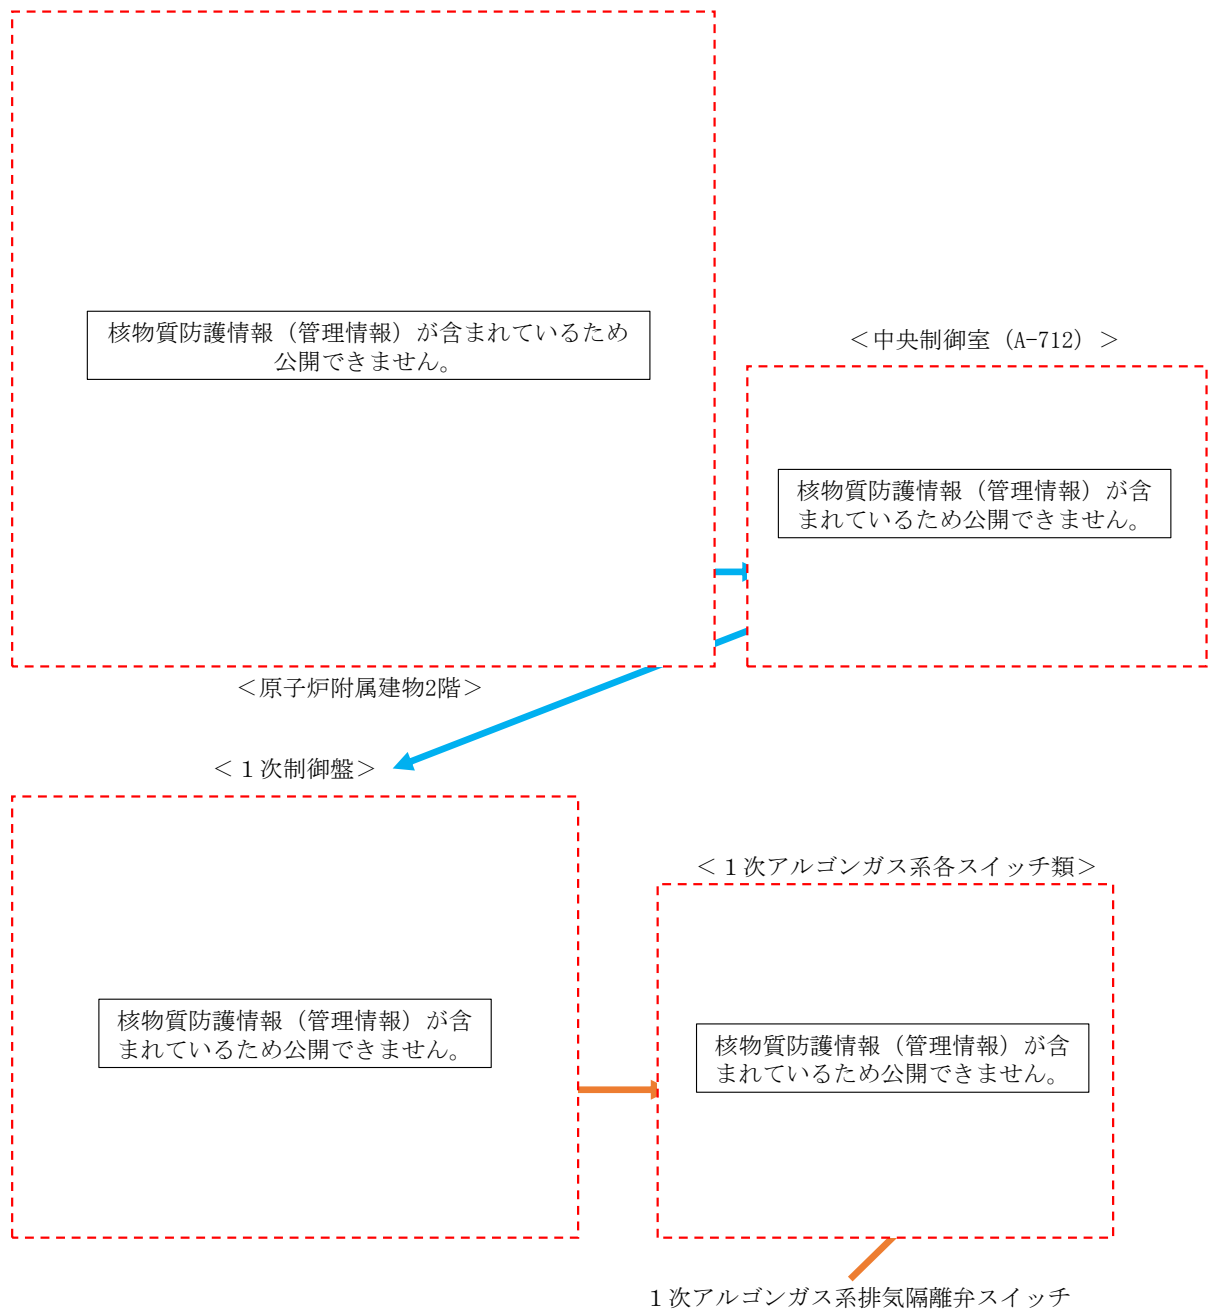 核物質防護情報（管理情報）が含まれているため
公開できません。
＜中央制御室（A-712）＞
核物質防護情報（管理情報）が含
まれているため公開できません。
＜原子炉附属建物2階＞
＜１次制御盤＞
核物質防護情報（管理情報）が含
まれているため公開できません。
＜１次アルゴンガス系各スイッチ類＞
核物質防護情報（管理情報）が含
まれているため公開できません。
１次アルゴンガス系排気隔離弁スイッチ